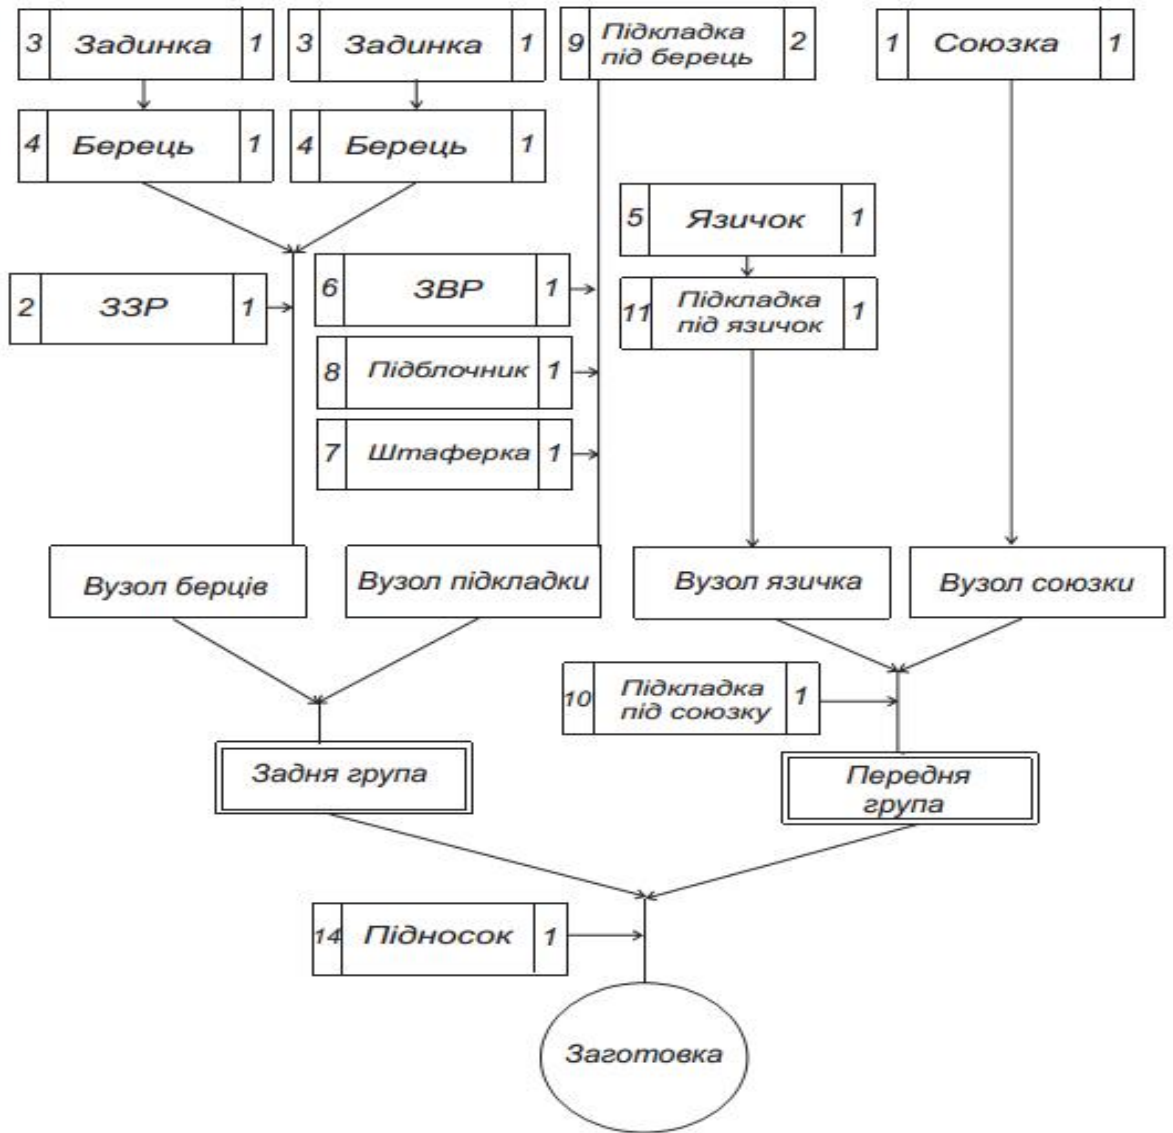 3 Задинка 1
3 Задинка 1
9 Підкладка 2
під берець
1 Союзка 1
4 Берець 1
4 Берець 1
5 Язичок 1
2 ЗЗР 1
6 ЗВР 1
11 Підкладка 1
під язичок
8 Підблочник 1
7 Штаферка 1
Вузол берців
Вузол підкладки
Вузол язичка
Вузол союзки
10 Підкладка 1
під союзку
Задня група
Передня
група
14 Підносок 1
Заготовка